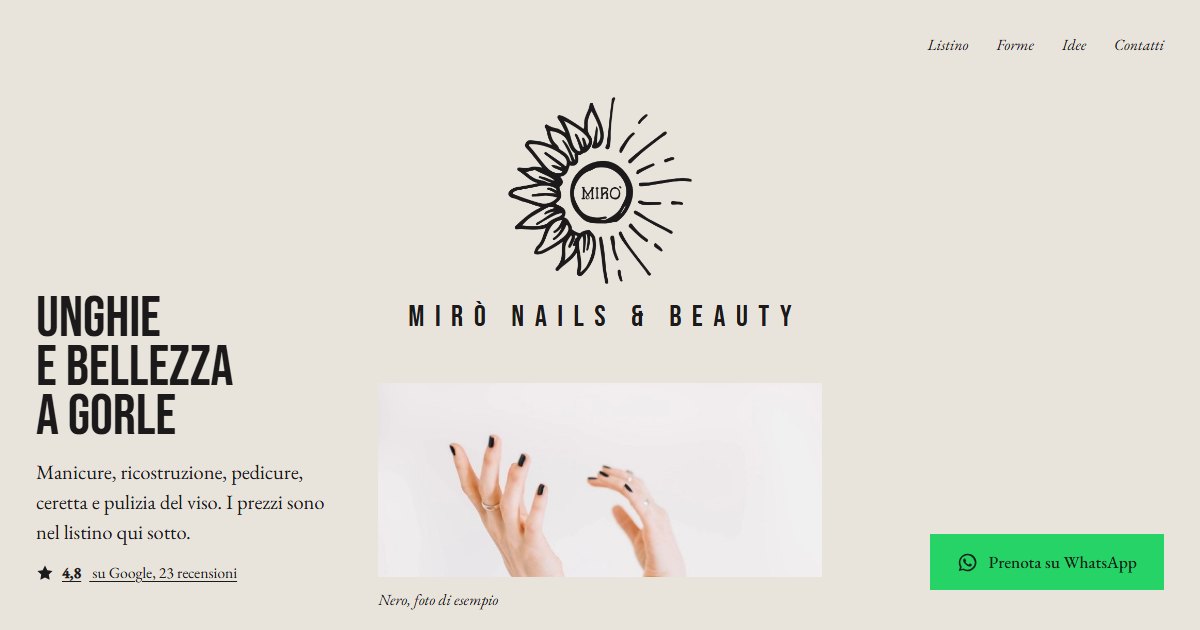 Listino Forme Idee Contatti
MIRÒ
MIRÒ NAILS & BEAUTY
UNGHIE
E BELLEZZA
A GORLE
Manicure, ricostruzione, pedicure,
ceretta e pulizia del viso. I prezzi sono
nel listino qui sotto.
4,8 su Google, 23 recensioni
Nero, foto di esempio
Prenota su WhatsApp